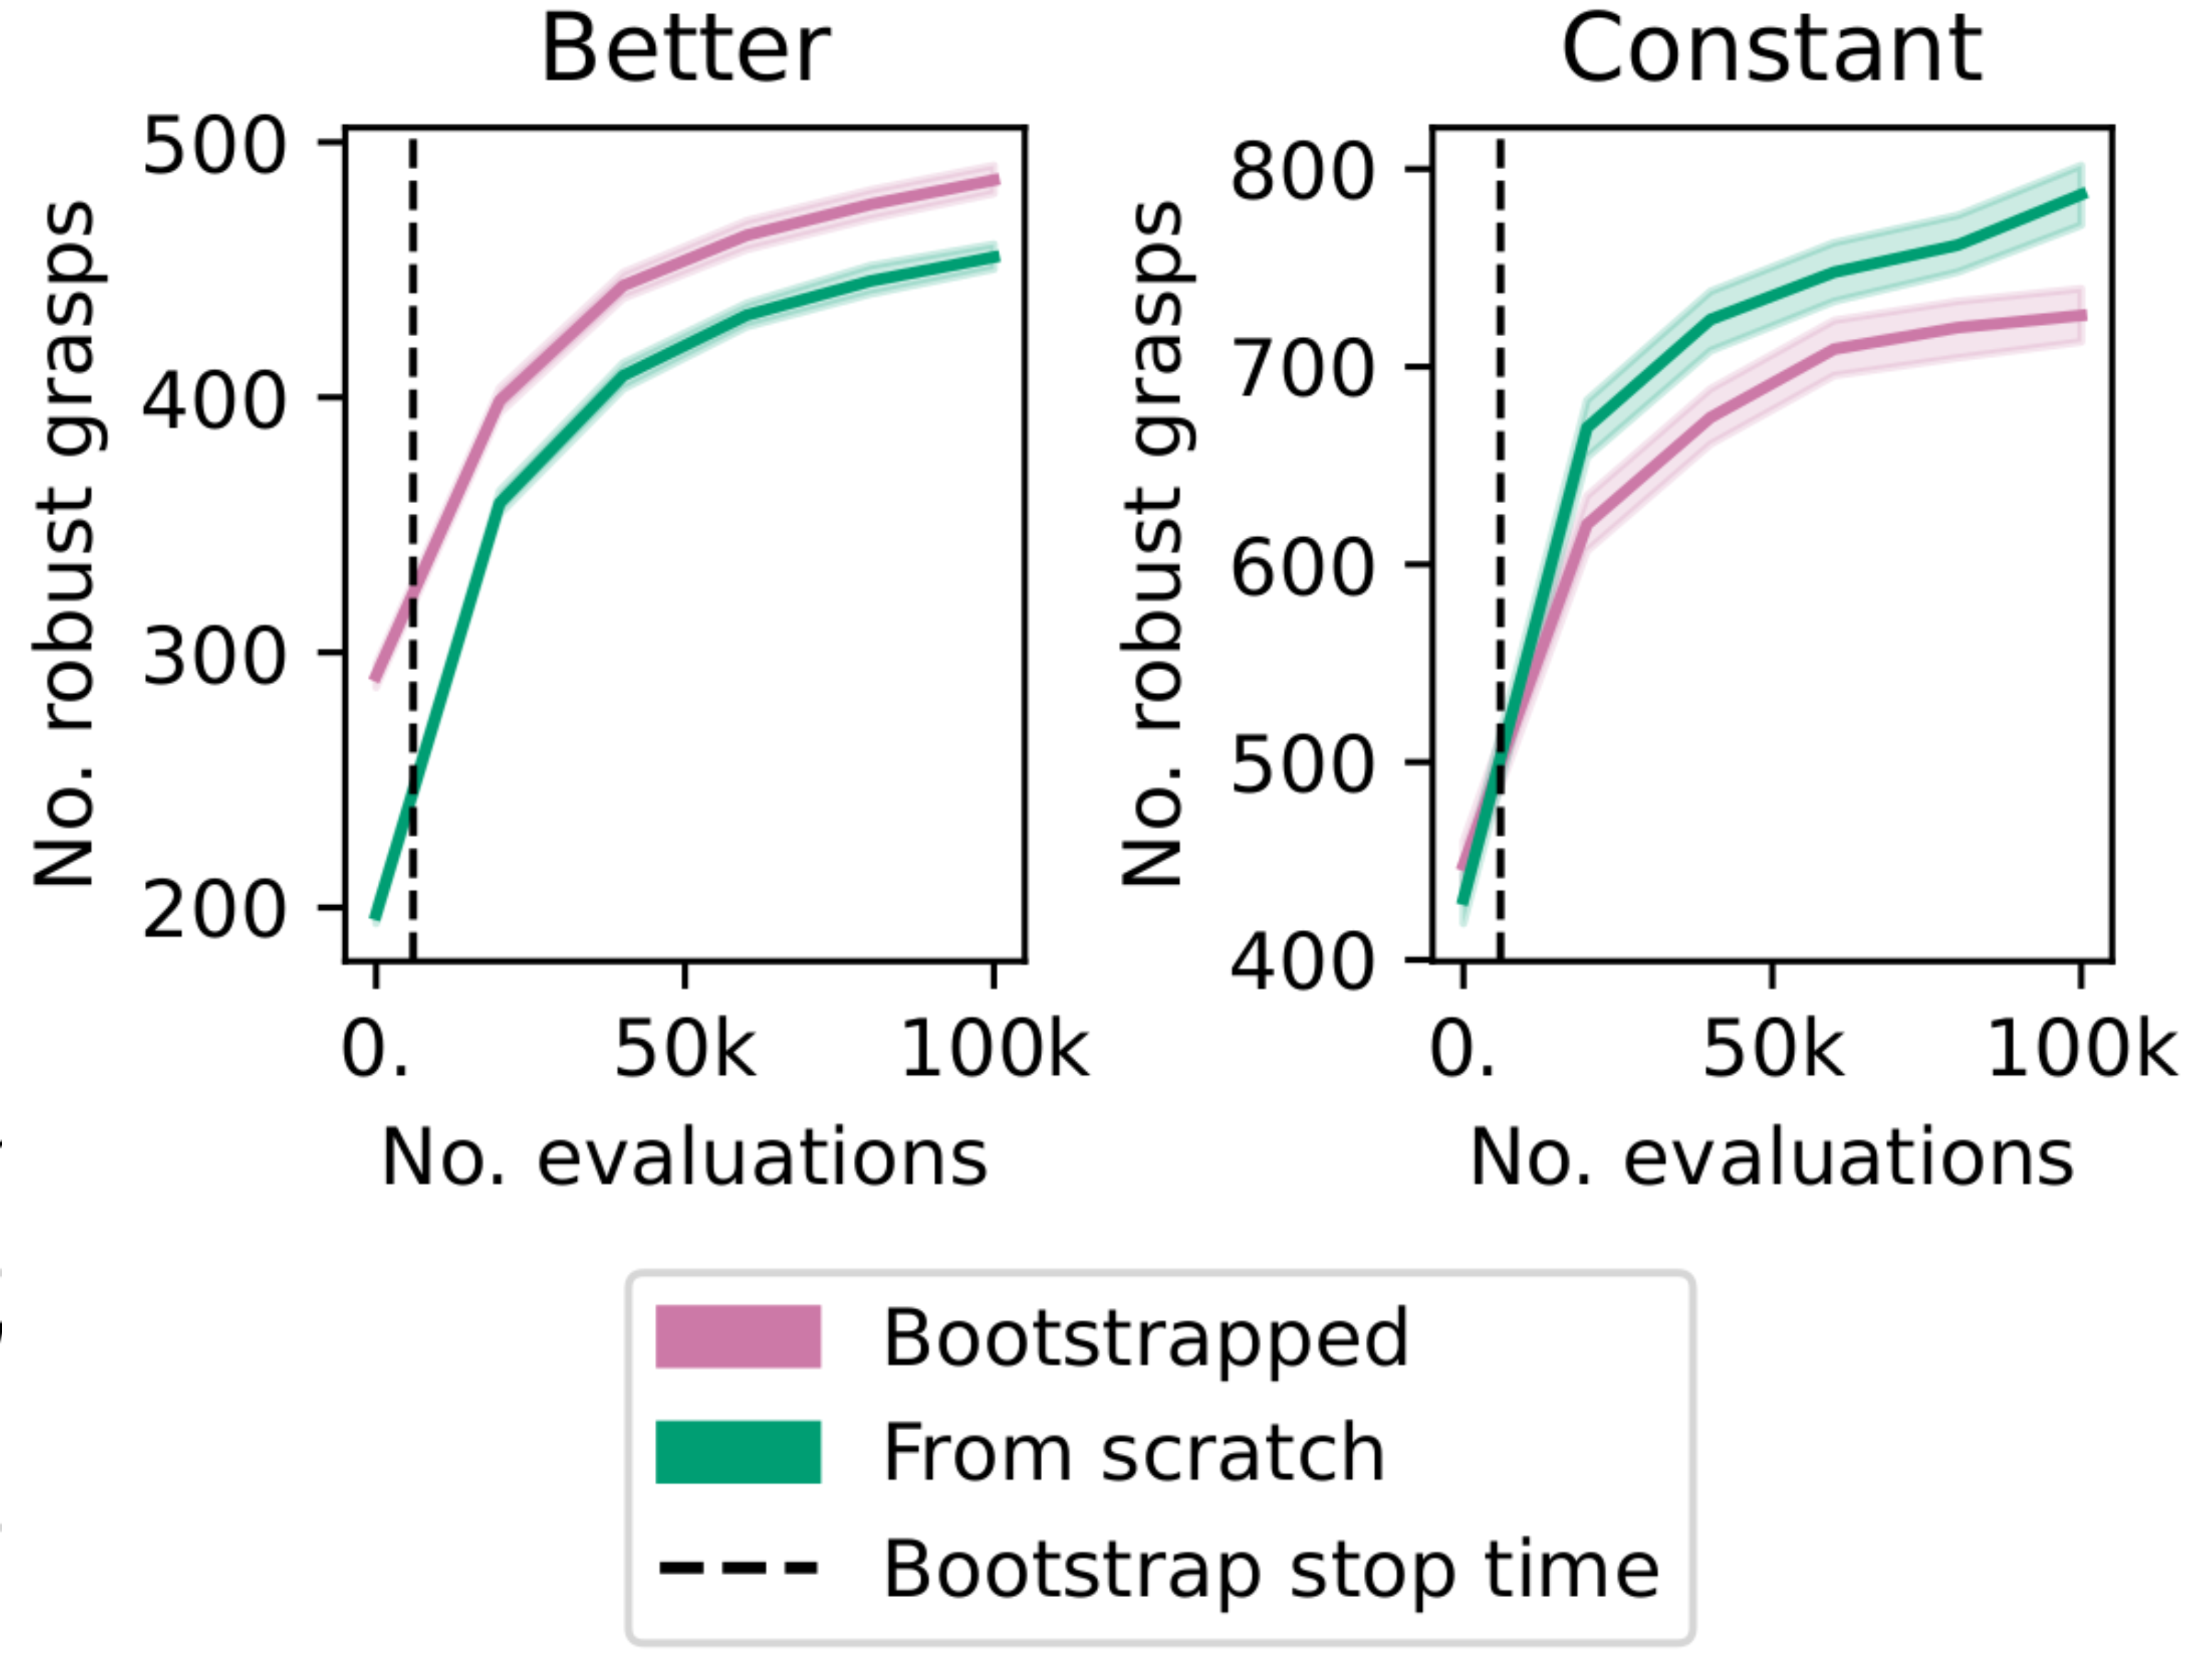 Better
500
400
300
200
No. robust grasps
0. 50k 100k
No. evaluations
Constant
800
700
600
500
400
No. robust grasps
0. 50k 100k
No. evaluations
Bootstrapped
From scratch
Bootstrap stop time